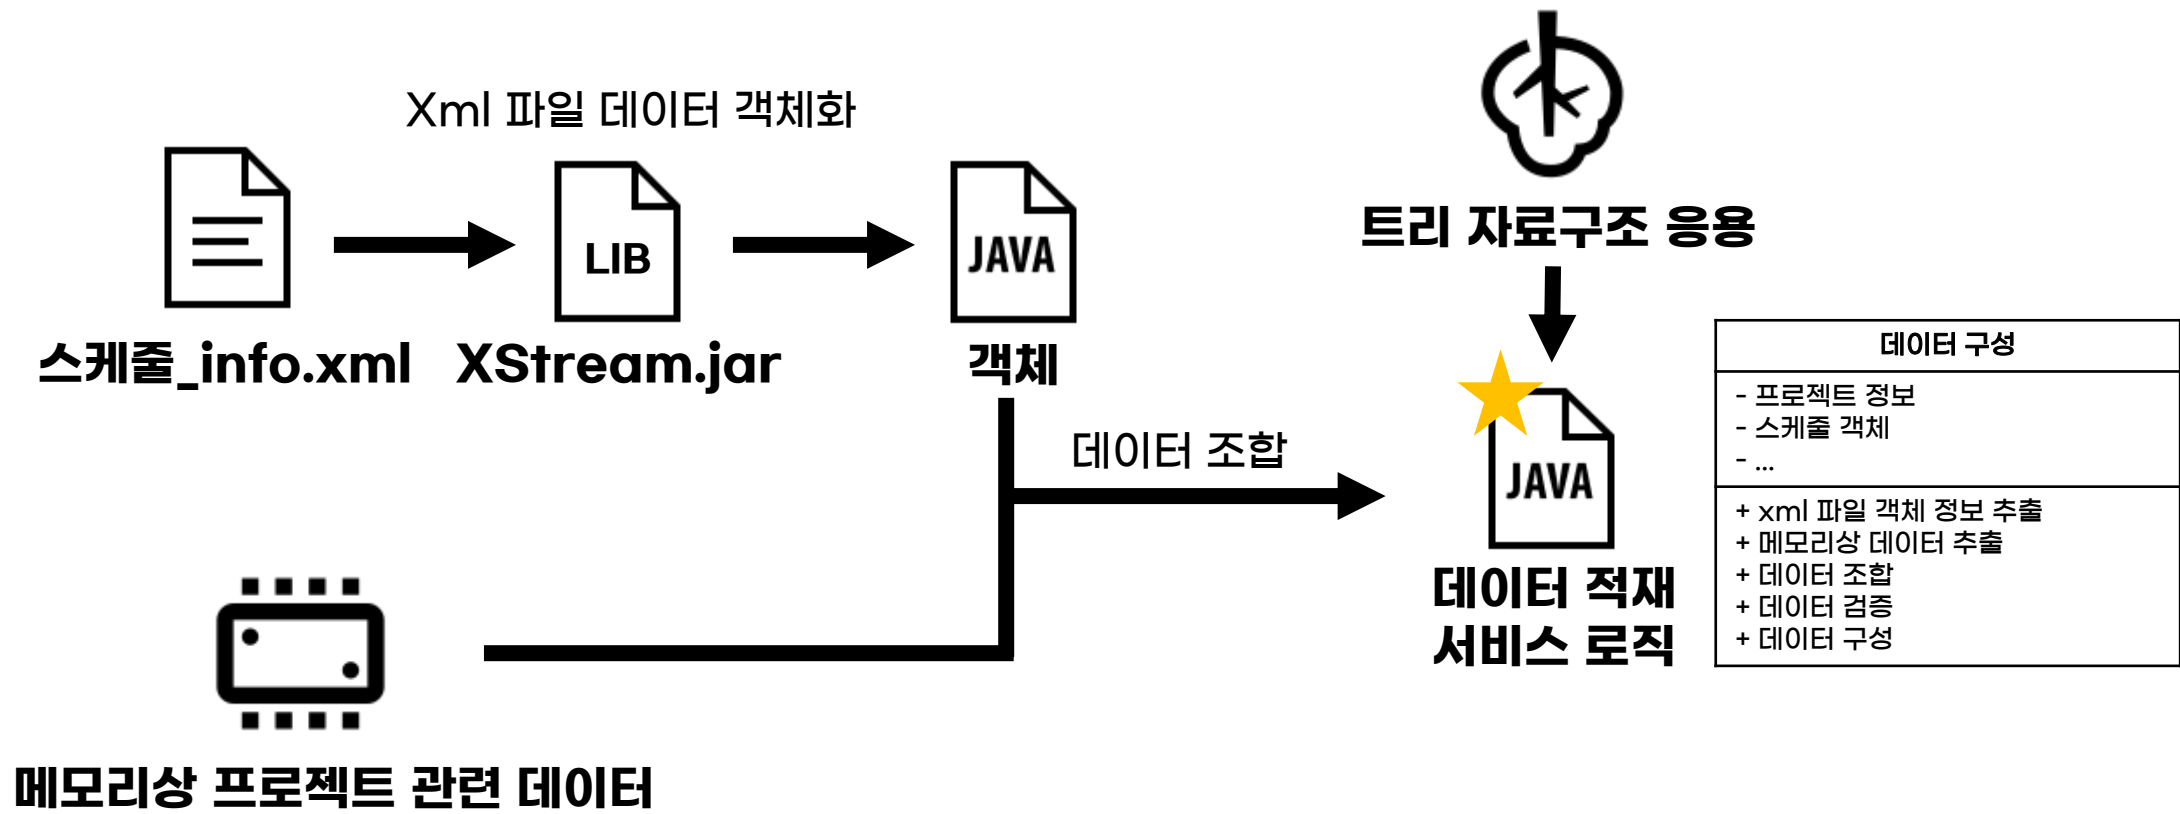 Xml 파일 데이터 객체화
LIB
JAVA
스케줄_info.xml
XStream.jar
객체
트리 자료구조 응용
데이터 조합
JAVA
데이터 적재
서비스 로직
데이터 구성
- 프로젝트 정보
- 스케줄 객체
- ...
+ xml 파일 객체 정보 추출
+ 메모리상 데이터 추출
+ 데이터 조합
+ 데이터 검증
+ 데이터 구성
메모리상 프로젝트 관련 데이터